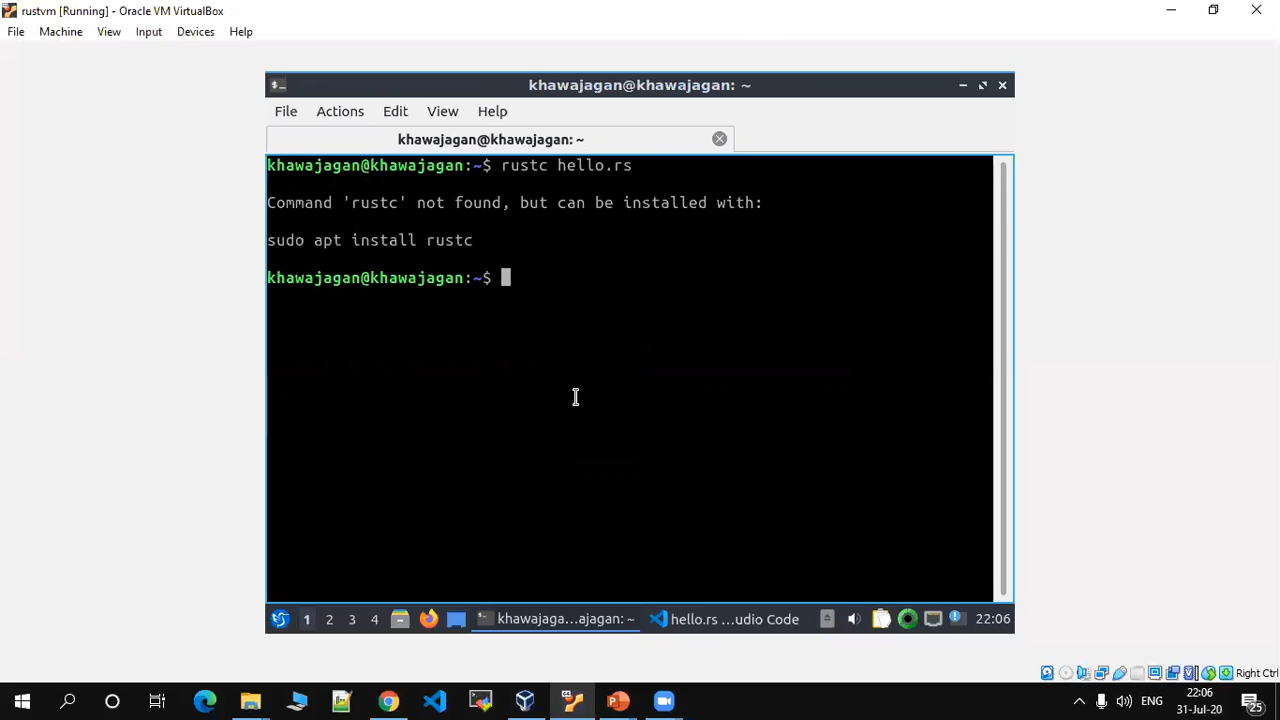 rustvm [Running] - Oracle VM VirtualBox
File Machine View Input Devices Help
khawajagan@khawajagan: ~
File Actions Edit View Help
khawajagan@khawajagan: ~
khawajagan@khawajagan:~$ rustc hello.rs
Command 'rustc' not found, but can be installed with:
sudo apt install rustc
khawajagan@khawajagan:~$
1 2 3 4 khawajaga...ajagan: ~ hello.rs ...udio Code 22:06
Right Ctrl
ENG 22:06
31-Jul-20 25